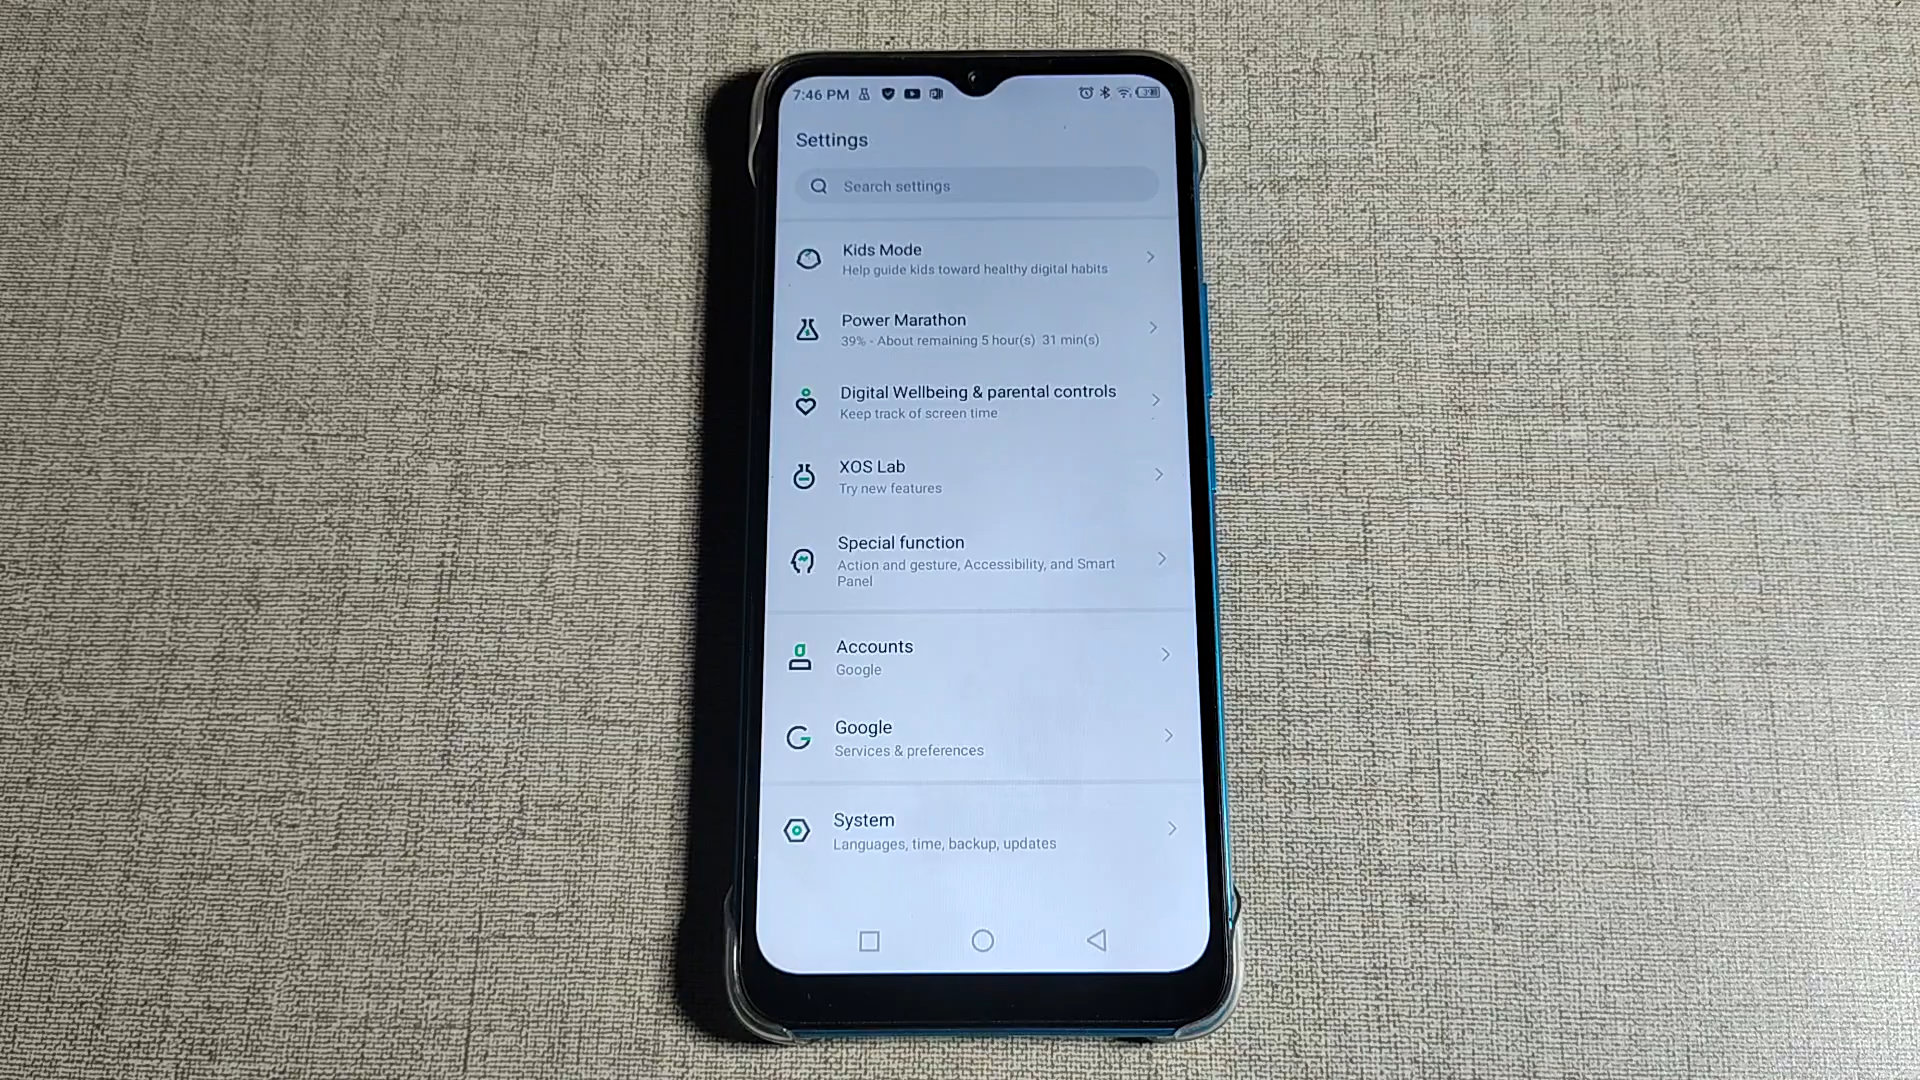 7:46 PM
Settings
Search settings
Kids Mode
Help guide kids toward healthy digital habits
Power Marathon
39% - About remaining 5 hour(s) 31 min(s)
Digital Wellbeing & parental controls
Keep track of screen time
XOS Lab
Try new features
Special function
Action and gesture, Accessibility, and Smart
Panel
Accounts
Google
Google
Services & preferences
System
Languages, time, backup, updates